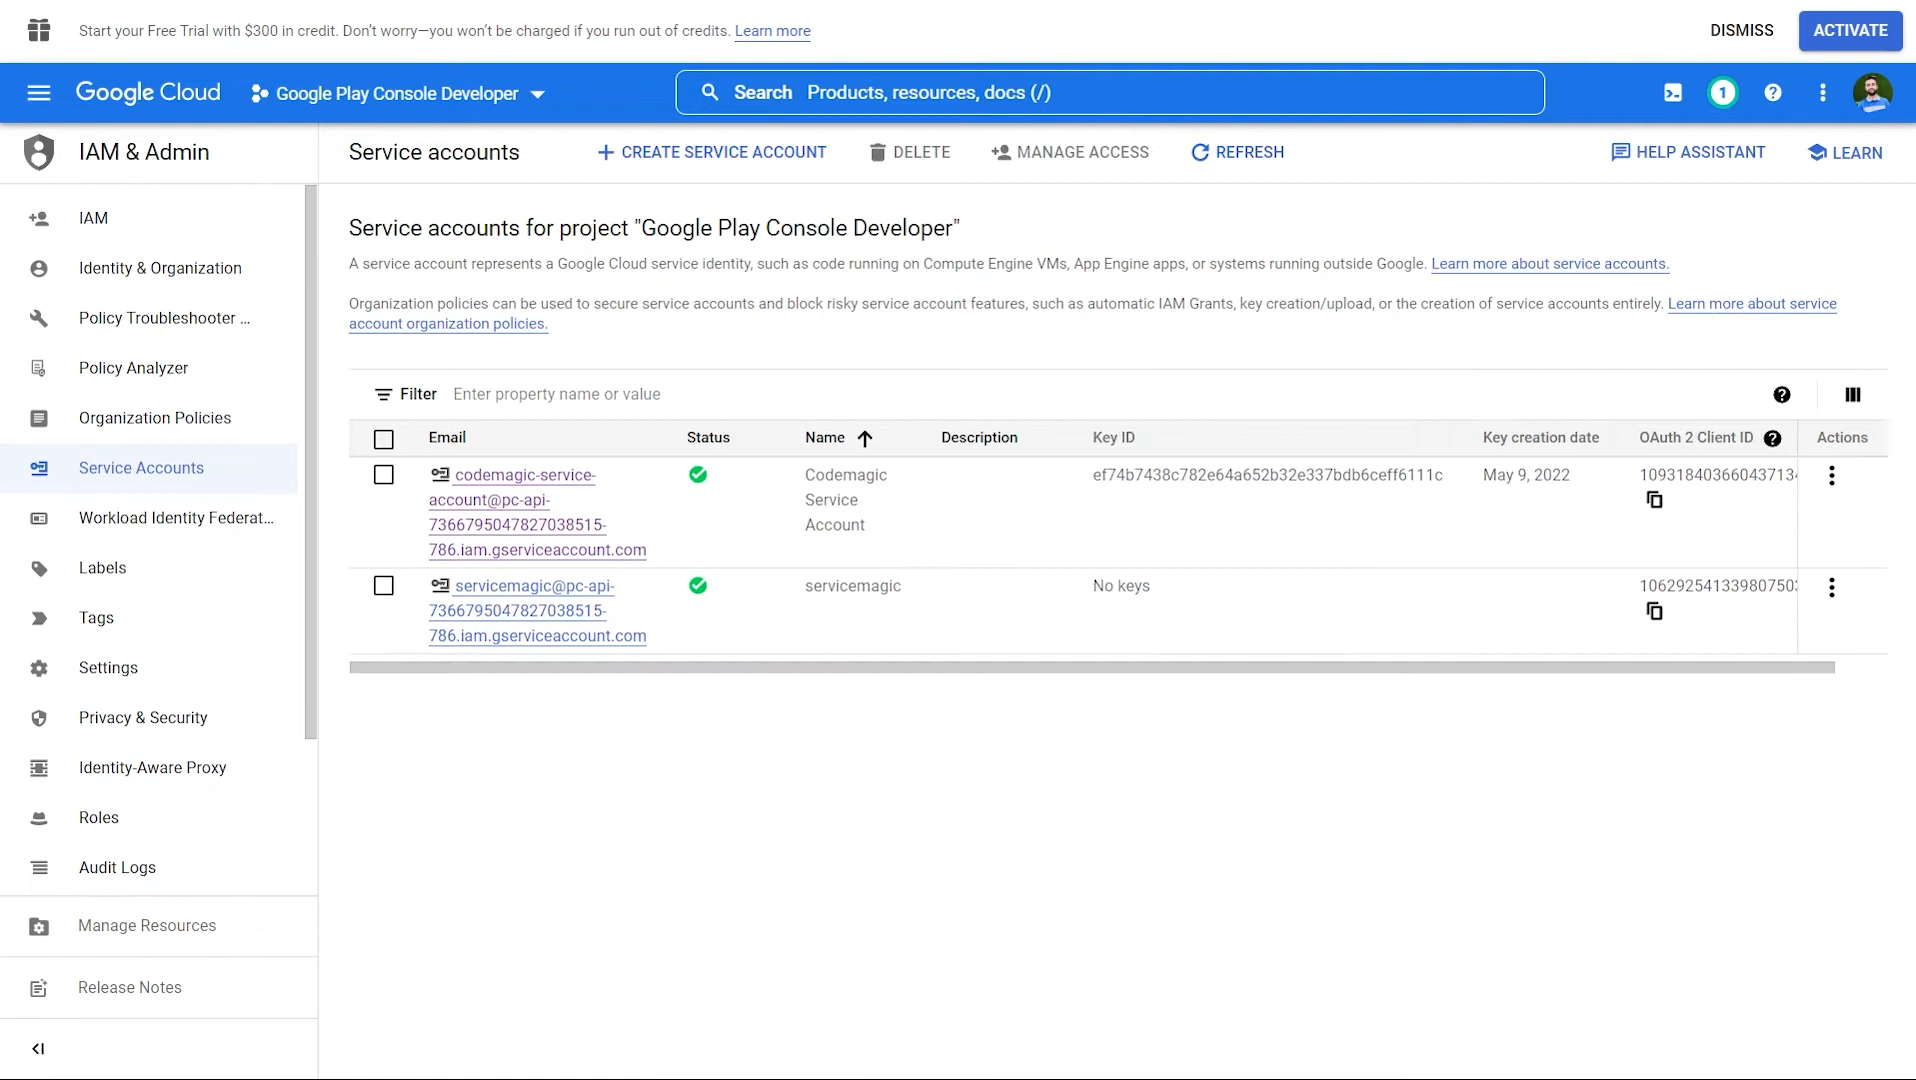 Start your Free Trial with $300 in credit. Don't worry—you won't be charged if you run out of credits. Learn more
DISMISS
ACTIVATE
Google Cloud
Google Play Console Developer
Search Products, resources, docs (/)
1
IAM & Admin
Service accounts
CREATE SERVICE ACCOUNT
DELETE
MANAGE ACCESS
REFRESH
HELP ASSISTANT
LEARN
IAM
Identity & Organization
Policy Troubleshooter ...
Policy Analyzer
Organization Policies
Service Accounts
Workload Identity Federat...
Labels
Tags
Settings
Privacy & Security
Identity-Aware Proxy
Roles
Audit Logs
Manage Resources
Release Notes
Service accounts for project "Google Play Console Developer"
A service account represents a Google Cloud service identity, such as code running on Compute Engine VMs, App Engine apps, or systems running outside Google. Learn more about service accounts.
Organization policies can be used to secure service accounts and block risky service account features, such as automatic IAM Grants, key creation/upload, or the creation of service accounts entirely. Learn more about service
account organization policies.
Filter Enter property name or value
Email
Status
Name
Description
Key ID
Key creation date
OAuth 2 Client ID
Actions
codemagic-service-
account@pc-api-
7366795047827038515-
786.iam.gserviceaccount.com
Codemagic
Service
Account
ef74b7438c782e64a652b32e337bdb6ceff6111c
May 9, 2022
10931840366043713
servicemagic@pc-api-
7366795047827038515-
786.iam.gserviceaccount.com
servicemagic
No keys
10629254133980750